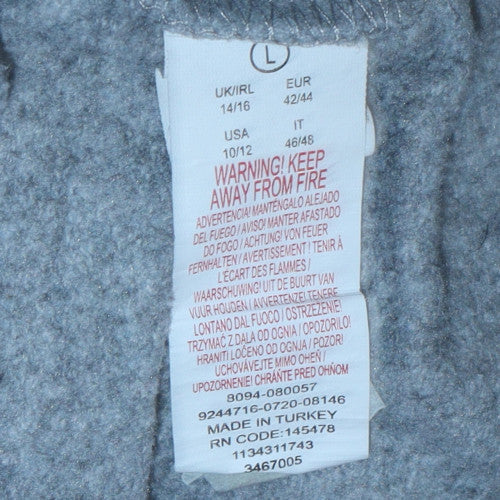 L
UK/IRL EUR
14/16 42/44
USA IT
10/12 46/48
WARNING! KEEP
AWAY FROM FIRE
ADVERTENCIA! MANTÉNGALO ALEJADO
DEL FUEGO / AVISO! MANTER AFASTADO
DO FOGO / ACHTUNG! VON FEUER
FERNHALTEN / AVERTISSEMENT ! TENIR À
L'ÉCART DES FLAMMES /
WAARSCHUWING! UIT DE BUURT VAN
VUUR HOUDEN / AVVERTENZE! TENERE
LONTANO DAL FUOCO / OSTRZEŻENIE!
TRZYMAĆ Z DALA OD OGNIA / OPOZORILO!
HRANITI LOČENO OD OGNJA / POZOR!
UCHOVÁVEJTE MIMO OHEŇ /
UPOZORNENIE! CHRÁŇTE PRED OHŇOM
8094-080057
9244716-0720-08146
MADE IN TURKEY
RN CODE: 145478
1134311743
3467005